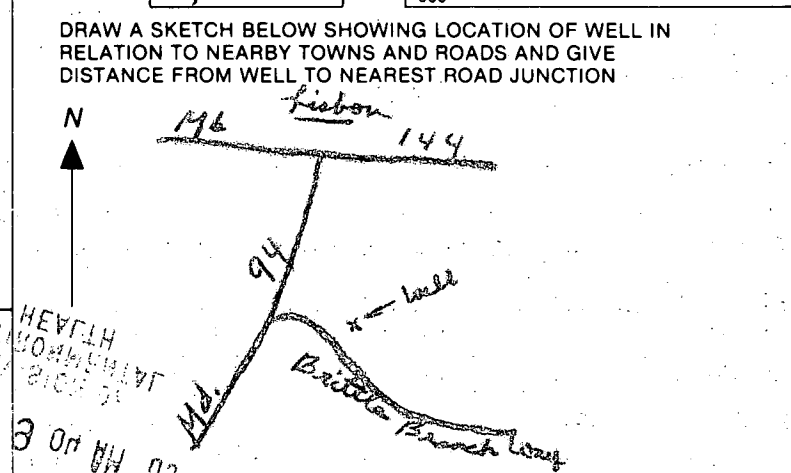 DRAW A SKETCH BELOW SHOWING LOCATION OF WELL IN
RELATION TO NEARBY TOWNS AND ROADS AND GIVE
DISTANCE FROM WELL TO NEAREST ROAD JUNCTION
Lisbon
N
Md 144
94
well
HEALTH
Brittle Branch Way
Md.